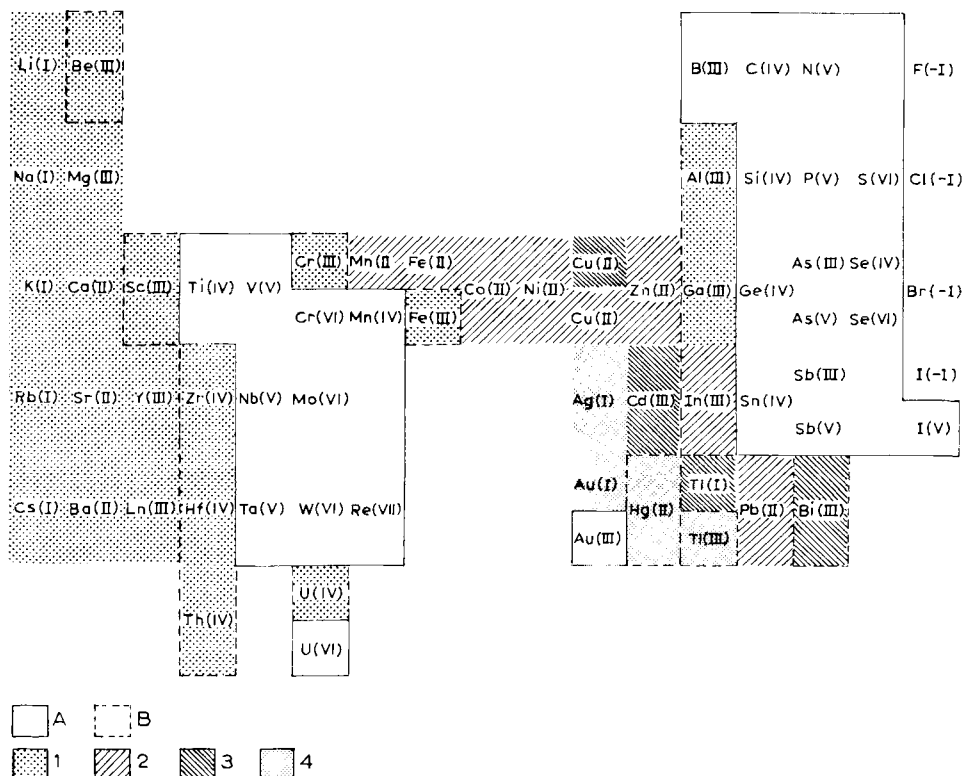 Li(I) Be(III) B(III) C(IV) N(V) F(-I)
Na(I) Mg(III) Al(III) Si(IV) P(V) S(VI) Cl(-I)
Cr(III) Mn(II Fe(II) Cu(II) As(III) Se(IV)
K(I) Ca(II) Sc(III) Ti(IV) V(V) Co(II) Ni(II) Zn(II) Ga(III) Ge(IV) Br(-I)
Cr(VI) Mn(IV) Fe(III) Cu(II) As(V) Se(VI)
Sb(III) I(-I)
Rb(I) Sr(II) Y(III) Zr(IV) Nb(V) Mo(VI) Ag(I) Cd(III) In(III) Sn(IV)
Sb(V) I(V)
Au(I) Tl(I)
Cs(I) Ba(II) Ln(III) Hf(IV) Ta(V) W(VI) Re(VII) Hg(II) Pb(II) Bi(III)
Au(III) Tl(III)
U(IV)
Th(IV)
U(VI)
A B
1 2 3 4